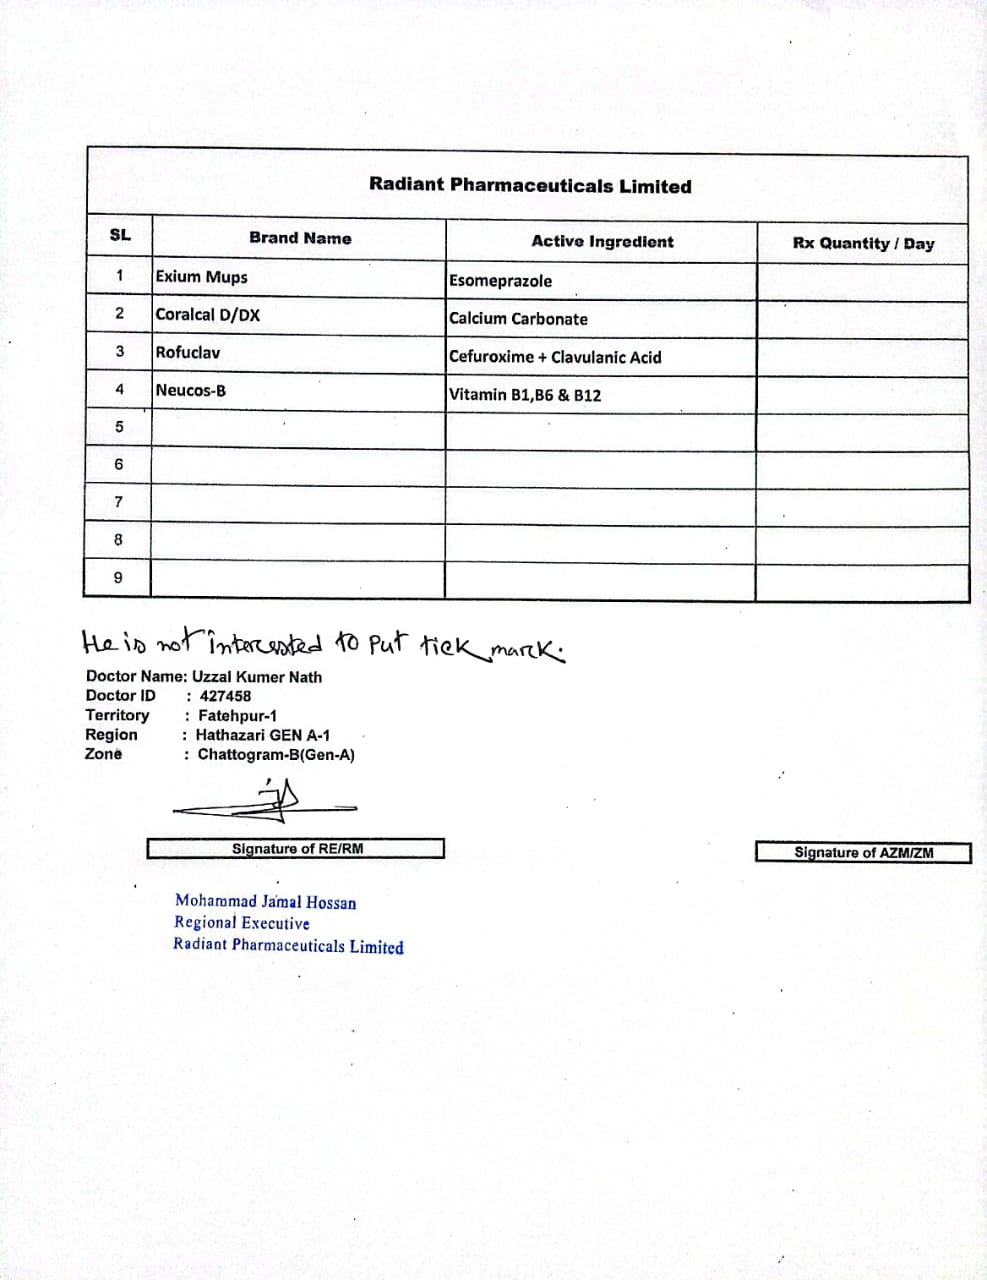 Radiant Pharmaceuticals Limited
SL Brand Name Active Ingredient Rx Quantity / Day
1 Exium Mups Esomeprazole
2 Coralcal D/DX Calcium Carbonate
3 Rofuclav Cefuroxime + Clavulanic Acid
4 Neucos-B Vitamin B1,B6 & B12
5
6
7
8
9
He is not interested to put tick mark.
Doctor Name: Uzzal Kumer Nath
Doctor ID : 427458
Territory : Fatehpur-1
Region : Hathazari GEN A-1
Zone : Chattogram-B(Gen-A)
Signature of RE/RM Signature of AZM/ZM
Mohammad Jamal Hossan
Regional Executive
Radiant Pharmaceuticals Limited